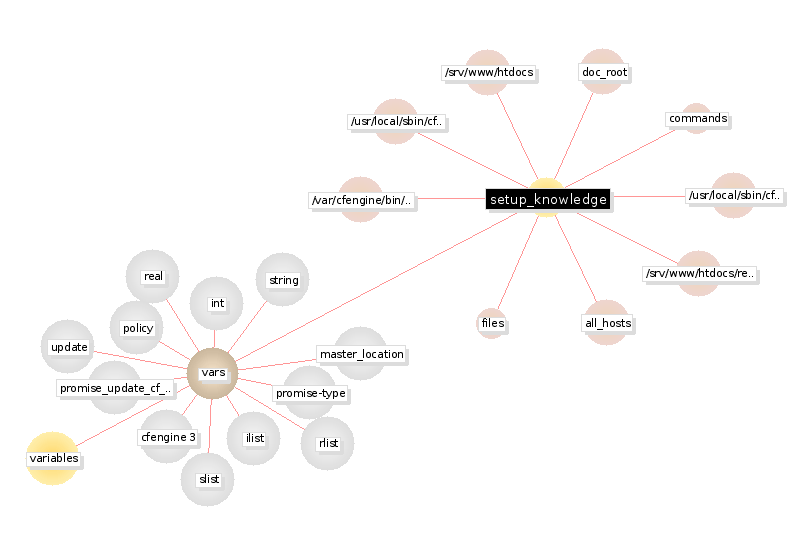 /srv/www/htdocs
doc_root
/usr/local/sbin/cf..
commands
/var/cfengine/bin/..
setup_knowledge
/usr/local/sbin/cf..
/srv/www/htdocs/re..
real
string
int
files
all_hosts
policy
update
master_location
vars
promise_update_cf_..
promise-type
cfengine 3
ilist
rlist
variables
slist